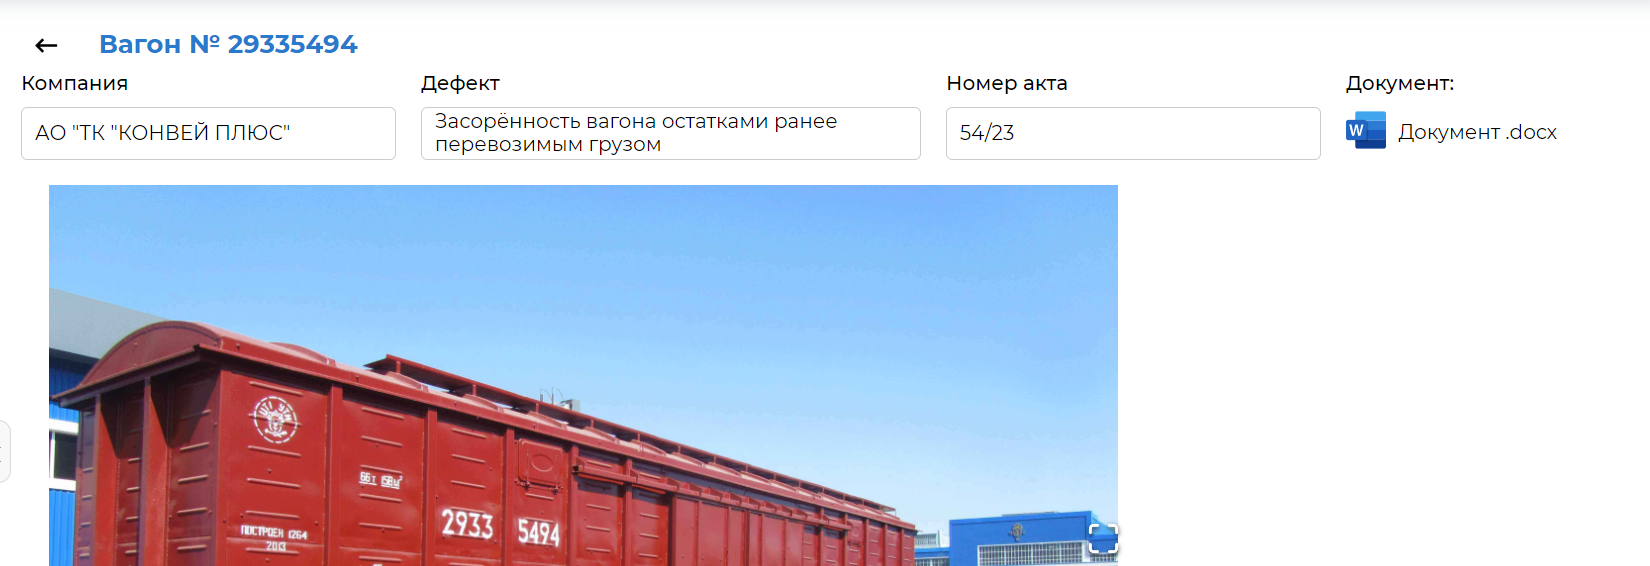 Вагон № 29335494
Компания
Дефект
Номер акта
Документ:
АО "ТК "КОНВЕЙ ПЛЮС"
Засорённость вагона остатками ранее
перевозимым грузом
54/23
Документ .docx
66т 158м³
2933 5494
ПОСТРОЕН 1264
2013